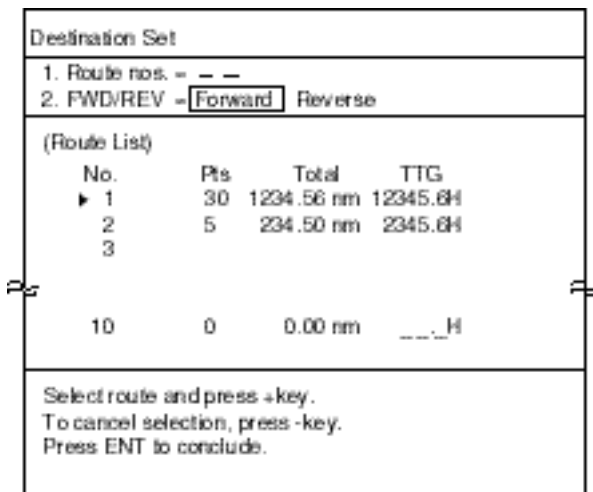 Destination Set
1. Route nos. = _ _
2. FWD/REV = Forward Reverse
(Route List)
No. Pts Total TTG
▶ 1 30 1234.56 nm 12345.6H
2 5 234.50 nm 2345.6H
3
10 0 0.00 nm _ _._H
Select route and press +key.
To cancel selection, press -key.
Press ENT to conclude.